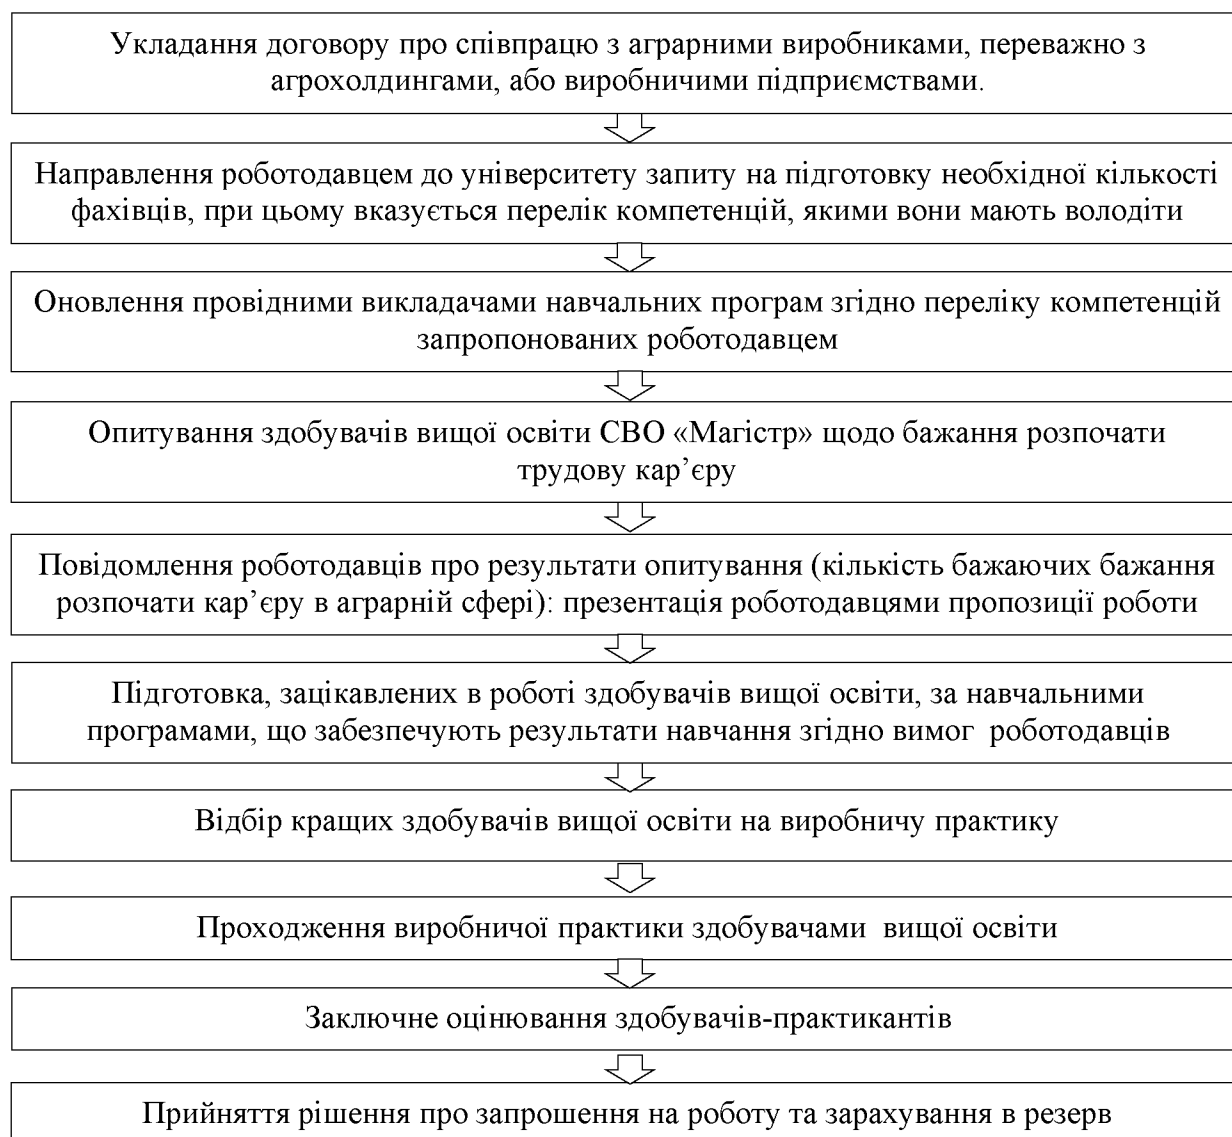 Укладання договору про співпрацю з аграрними виробниками, переважно з
агрохолдингами, або виробничими підприємствами.
Направлення роботодавцем до університету запиту на підготовку необхідної кількості
фахівців, при цьому вказується перелік компетенцій, якими вони мають володіти
Оновлення провідними викладачами навчальних програм згідно переліку компетенцій
запропонованих роботодавцем
Опитування здобувачів вищої освіти СВО «Магістр» щодо бажання розпочати
трудову кар’єру
Повідомлення роботодавців про результати опитування (кількість бажаючих бажання
розпочати кар’єру в аграрній сфері): презентація роботодавцями пропозиції роботи
Підготовка, зацікавлених в роботі здобувачів вищої освіти, за навчальними
програмами, що забезпечують результати навчання згідно вимог  роботодавців
Відбір кращих здобувачів вищої освіти на виробничу практику
Проходження виробничої практики здобувачами  вищої освіти
Заключне оцінювання здобувачів-практикантів
Прийняття рішення про запрошення на роботу та зарахування в резерв